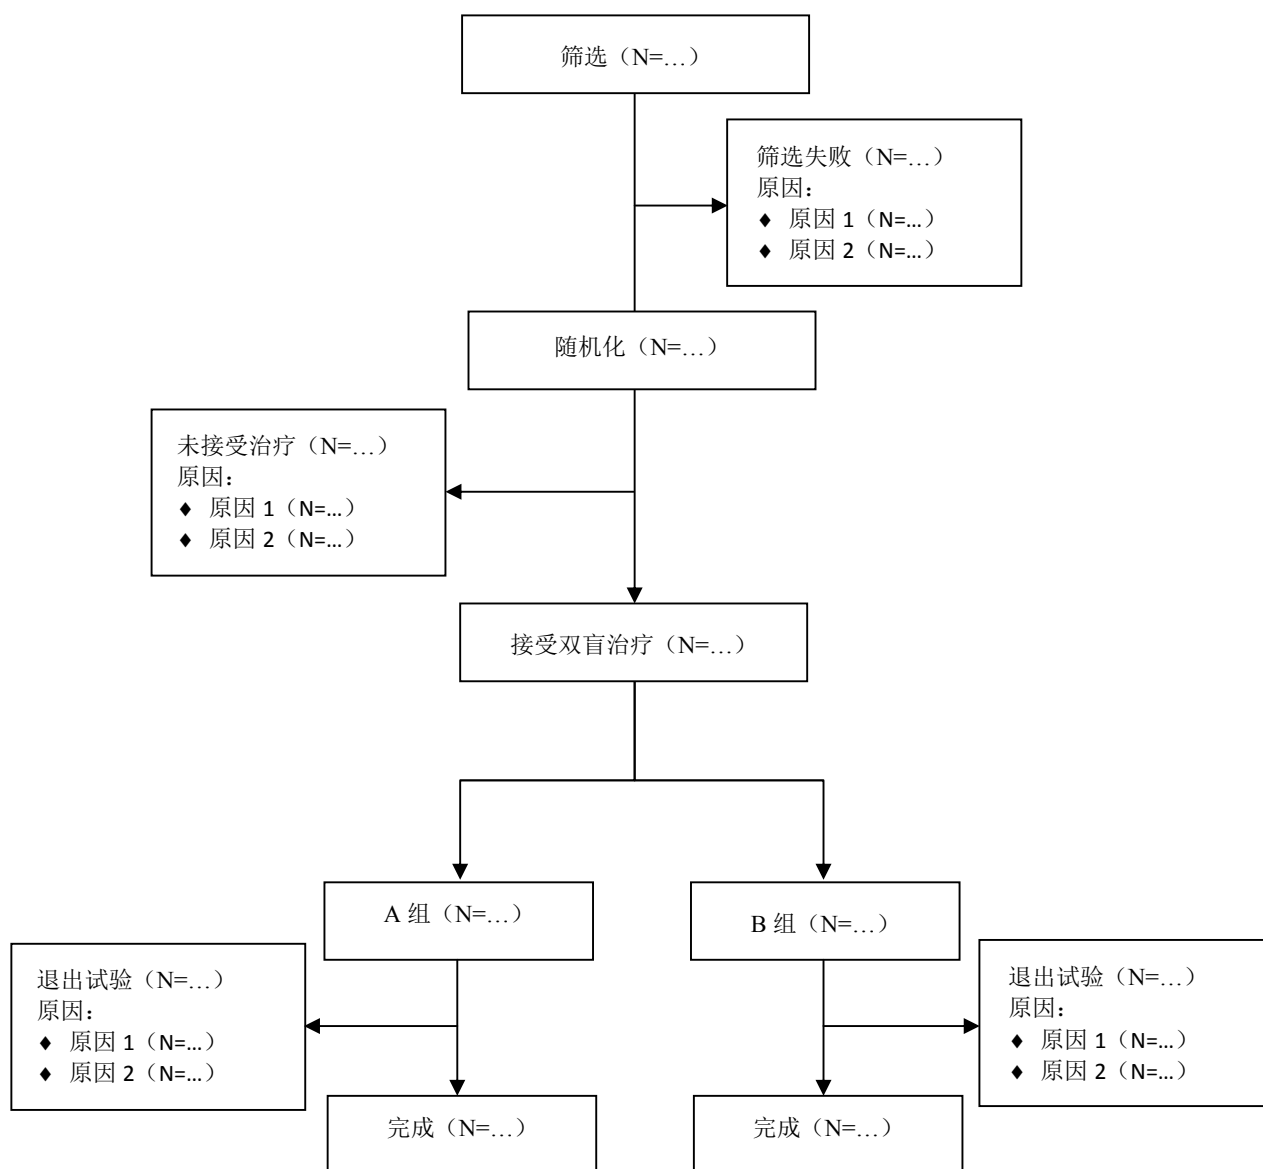 筛选（N=…）
筛选失败（N=…）
原因：
♦ 原因 1（N=…）
♦ 原因 2（N=…）
随机化（N=…）
未接受治疗（N=…）
原因：
♦ 原因 1（N=…）
♦ 原因 2（N=…）
接受双盲治疗（N=…）
A 组（N=…）
B 组（N=…）
退出试验（N=…）
原因：
♦ 原因 1（N=…）
♦ 原因 2（N=…）
退出试验（N=…）
原因：
♦ 原因 1（N=…）
♦ 原因 2（N=…）
完成（N=…）
完成（N=…）